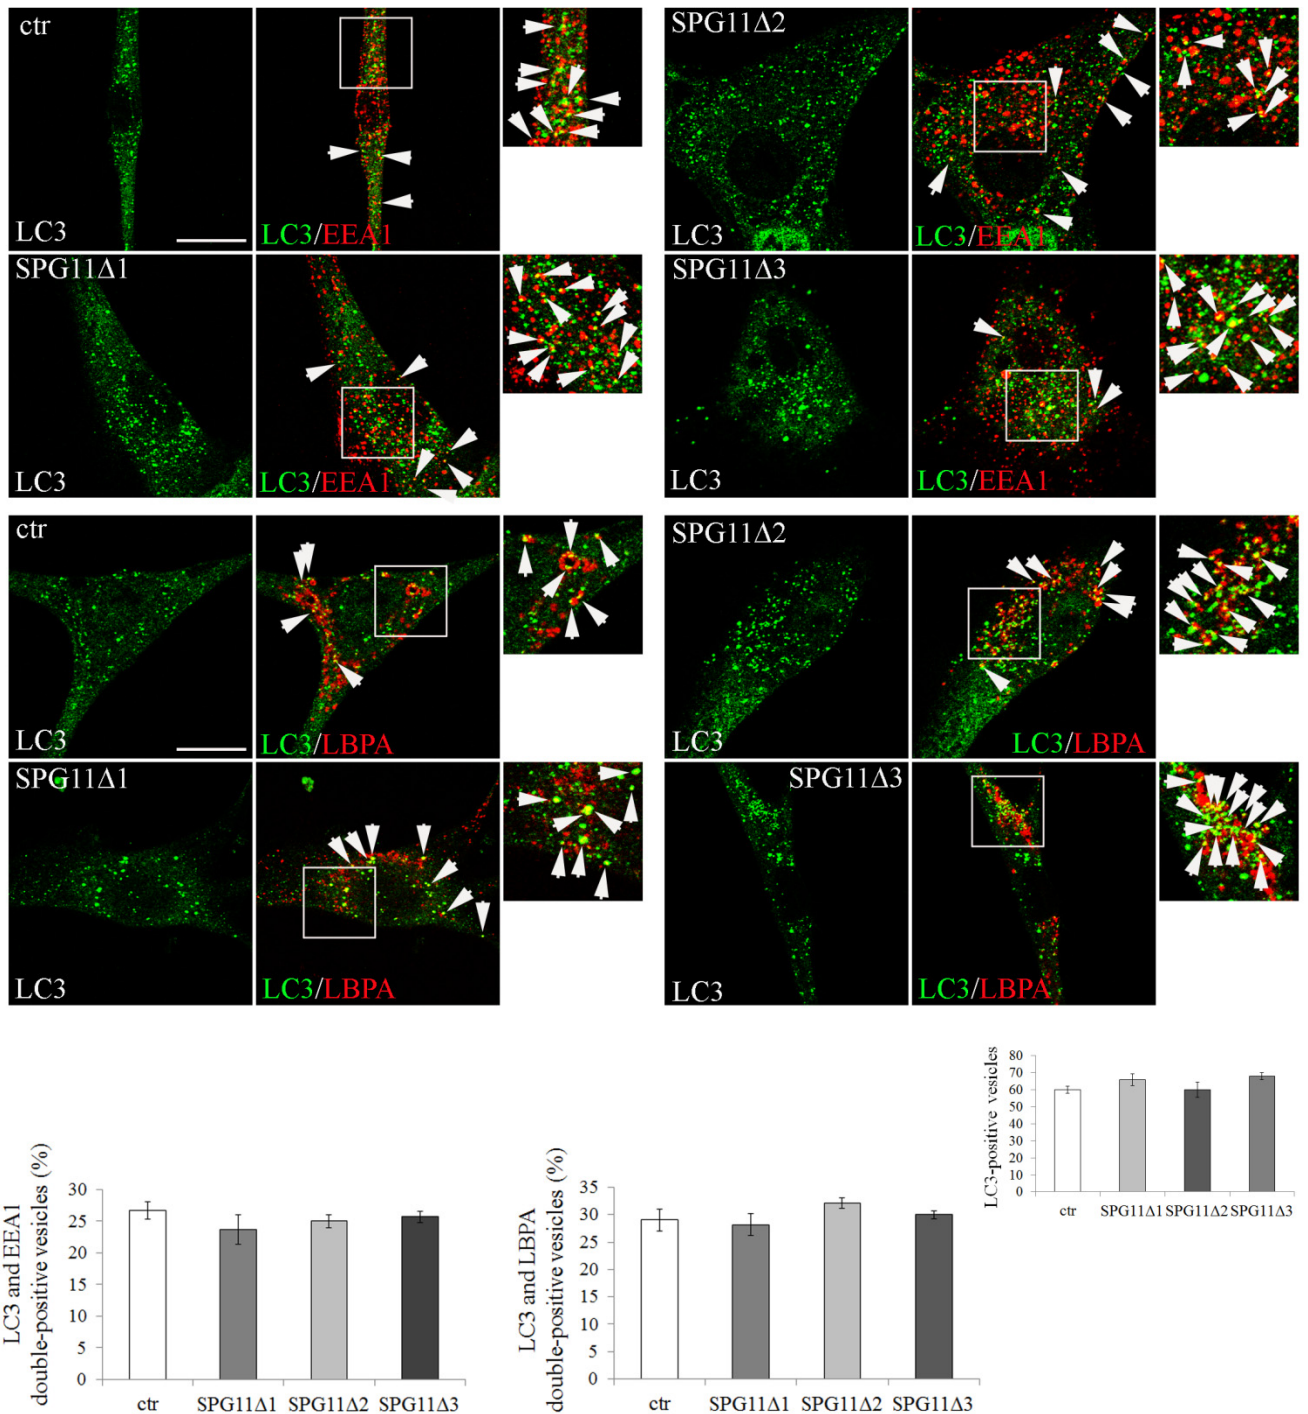 ctr
LC3
LC3/EEA1
SPG11Δ2
LC3
LC3/EEA1
SPG11Δ1
LC3
LC3/EEA1
SPG11Δ3
LC3
LC3/EEA1
ctr
LC3
LC3/LBPA
SPG11Δ2
LC3
LC3/LBPA
SPG11Δ1
LC3
LC3/LBPA
SPG11Δ3
LC3
LC3/LBPA
LC3-positive vesicles
80
70
60
50
40
30
20
10
0
ctr SPG11Δ1 SPG11Δ2 SPG11Δ3
LC3 and EEA1
double-positive vesicles (%)
30
25
20
15
10
5
0
ctr SPG11Δ1 SPG11Δ2 SPG11Δ3
LC3 and LBPA
double-positive vesicles (%)
35
30
25
20
15
10
5
0
ctr SPG11Δ1 SPG11Δ2 SPG11Δ3